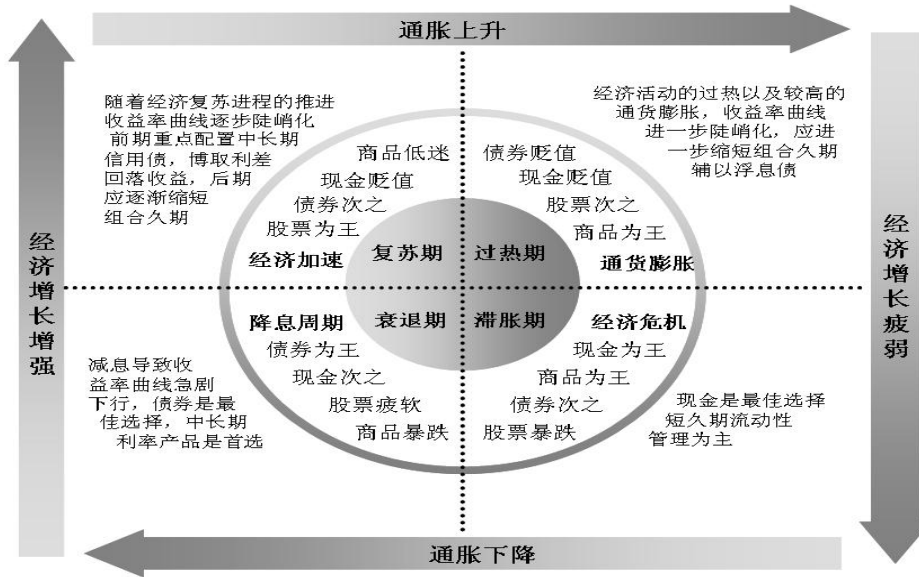 通胀上升
经济增长增强
随着经济复苏进程的推进
收益率曲线逐步陡峭化
前期重点配置中长期
信用债，博取利差
回落收益，后期
应逐渐缩短
组合久期
商品低迷
现金贬值
债券次之
股票为王
经济加速
复苏期
经济活动的过热以及较高的
通货膨胀，收益率曲线
进一步陡峭化，应进
一步缩短组合久期
辅以浮息债
债券贬值
现金贬值
股票次之
商品为王
过热期
通货膨胀
经济增长疲弱
降息周期
衰退期
债券为王
现金次之
股票疲软
商品暴跌
减息导致收
益率曲线急剧
下行，债券是最
佳选择，中长期
利率产品是首选
滞胀期
经济危机
现金为王
商品为王
债券次之
股票暴跌
现金是最佳选择
短久期流动性
管理为主
通胀下降